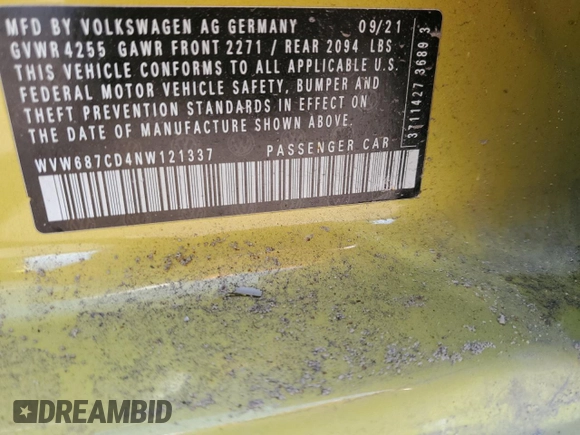 MFD BY VOLKSWAGEN AG GERMANY 09/21
GVWR 4255 GAWR FRONT 2271 / REAR 2094 LBS
THIS VEHICLE CONFORMS TO ALL APPLICABLE U.S.
FEDERAL MOTOR VEHICLE SAFETY, BUMPER AND
THEFT PREVENTION STANDARDS IN EFFECT ON
THE DATE OF MANUFACTURE SHOWN ABOVE.
WVW687CD4NW121337 PASSENGER CAR
3711427 3689 3
DREAMBID